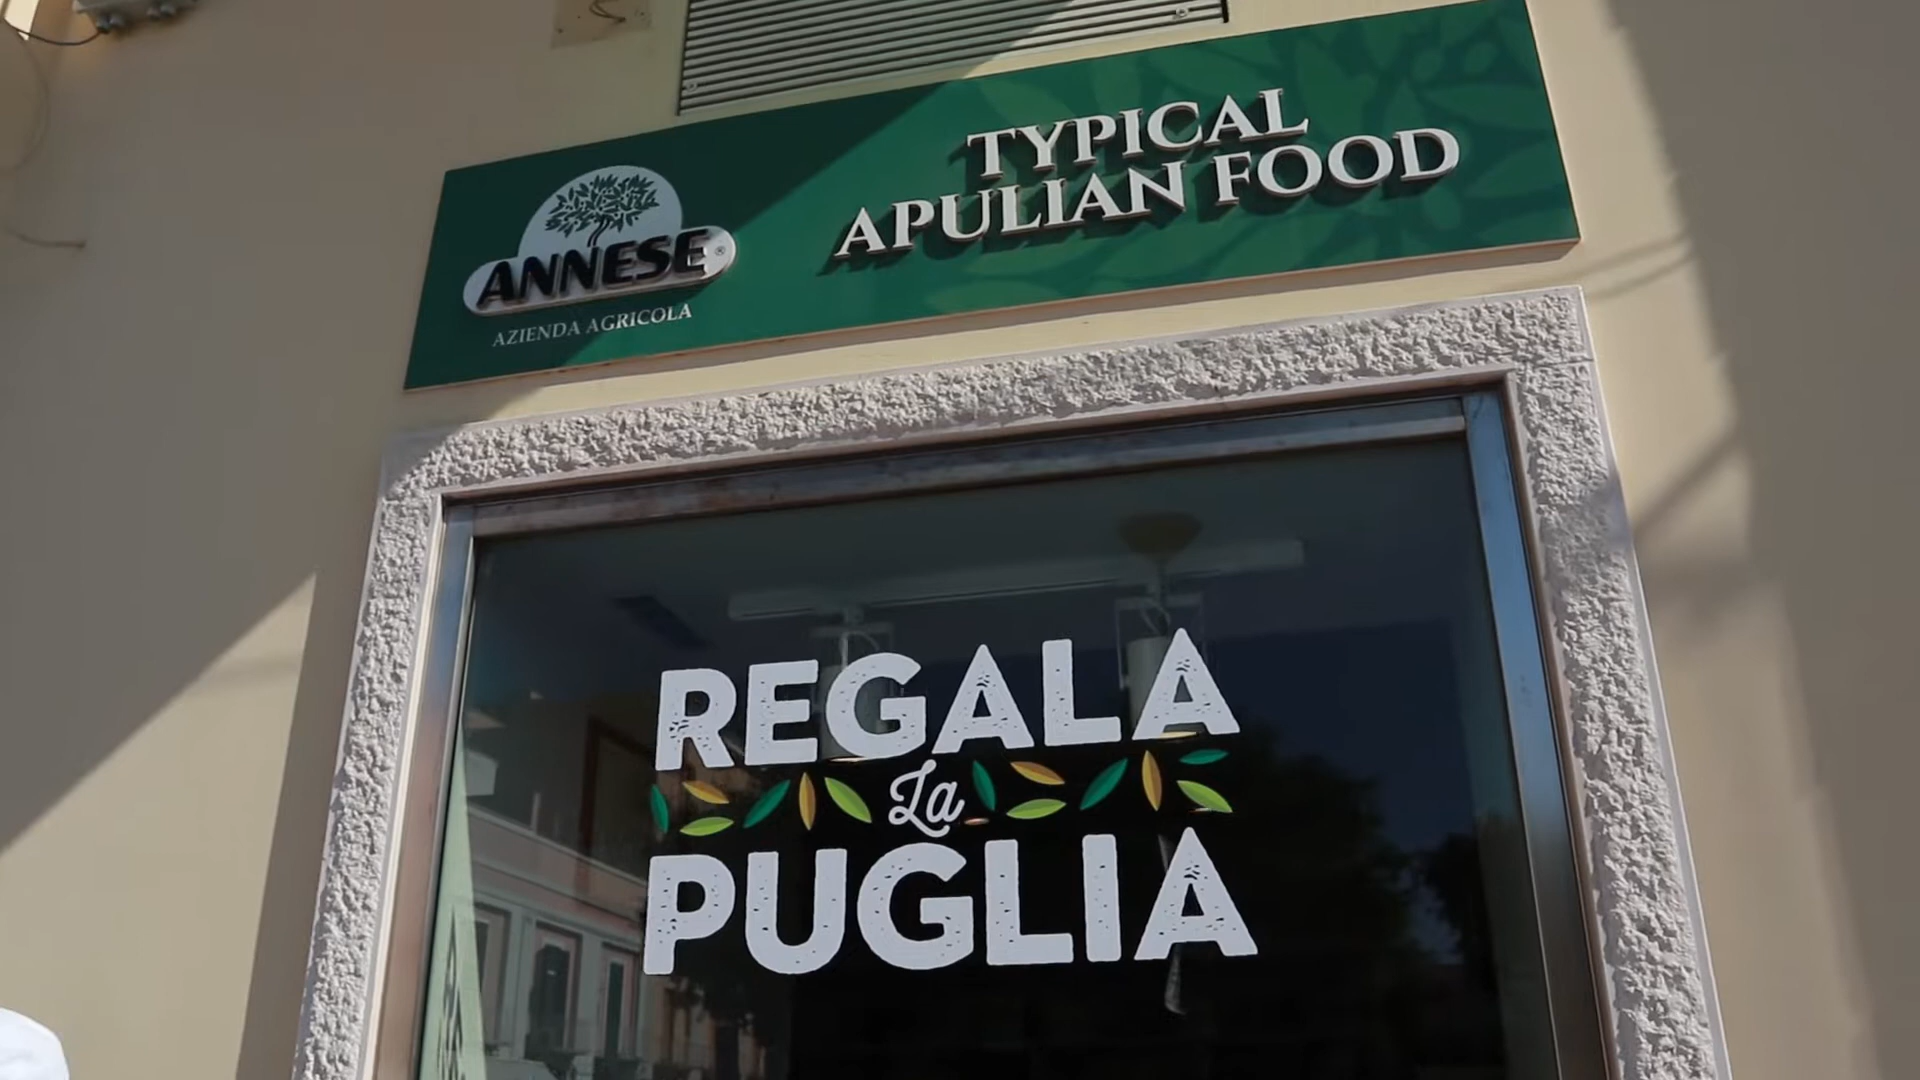 ANNESE®
AZIENDA AGRICOLA
TYPICAL
APULIAN FOOD
REGALA
La
PUGLIA